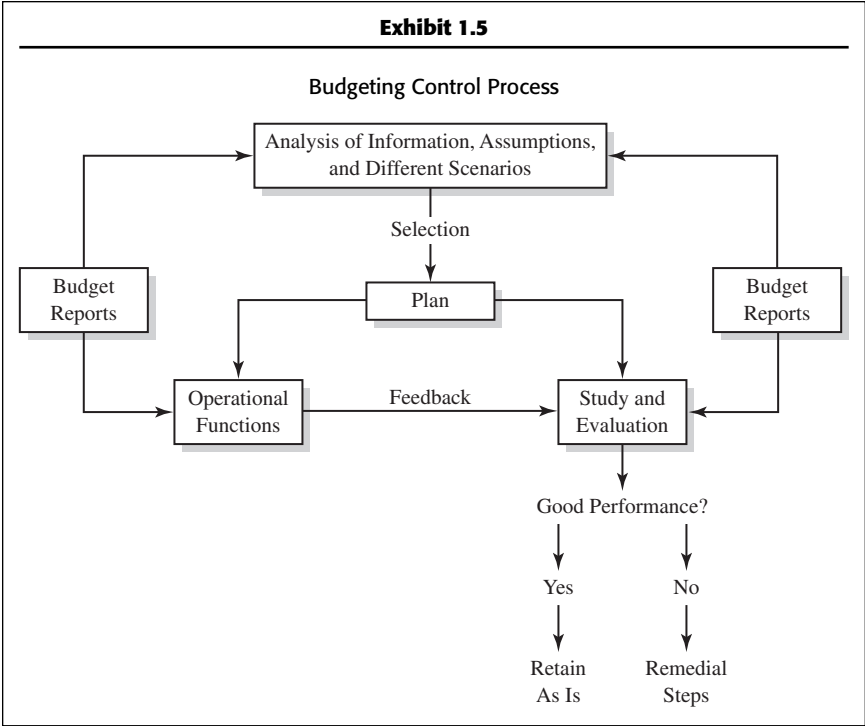 Exhibit 1.5
Budgeting Control Process
Analysis of Information, Assumptions,
and Different Scenarios
Selection
Budget
Reports
Plan
Budget
Reports
Operational
Functions
Feedback
Study and
Evaluation
Good Performance?
Yes
No
Retain
As Is
Remedial
Steps